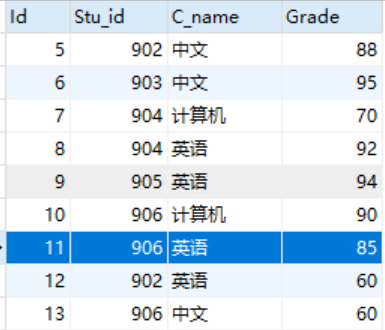 Id Stu_id C_name Grade
5 902 中文 88
6 903 中文 95
7 904 计算机 70
8 904 英语 92
9 905 英语 94
10 906 计算机 90
11 906 英语 85
12 902 英语 60
13 906 中文 60